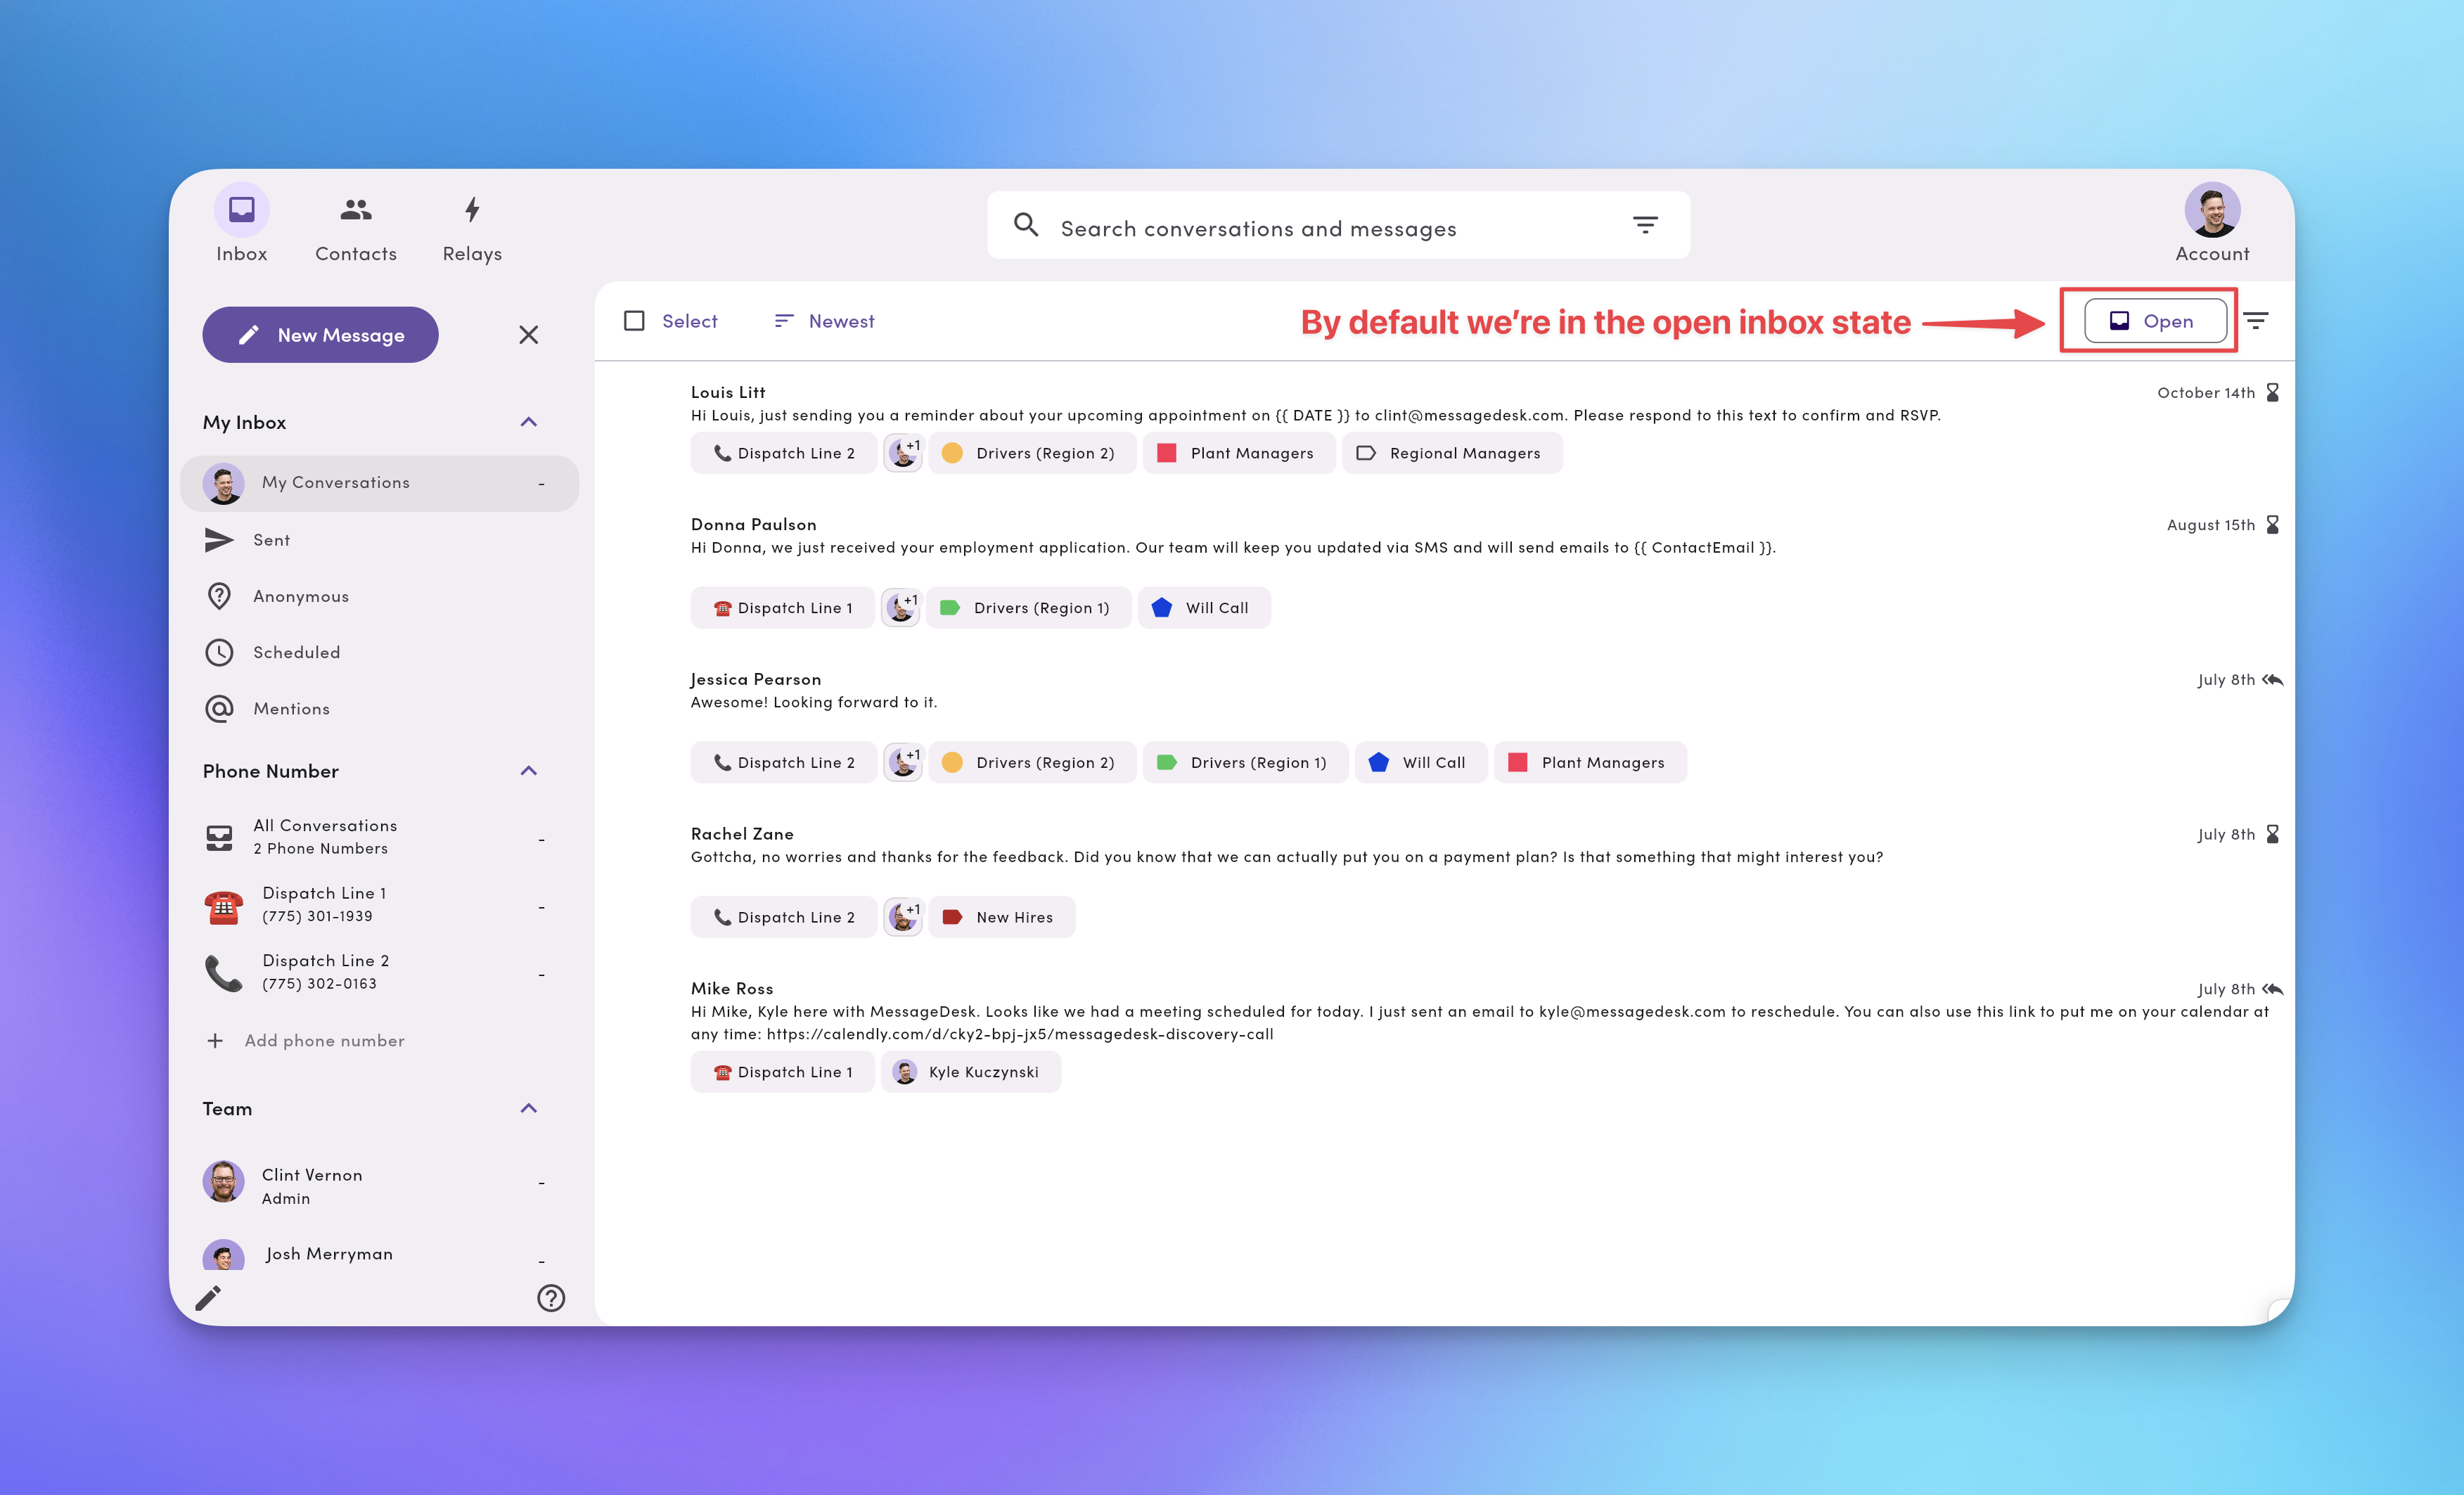 Inbox
Contacts
Relays
Search conversations and messages
Account
New Message
My Inbox
My Conversations -
Sent
Anonymous
Scheduled
Mentions
Phone Number
All Conversations
2 Phone Numbers -
Dispatch Line 1
(775) 301-1939 -
Dispatch Line 2
(775) 302-0163 -
Add phone number
Team
Clint Vernon
Admin -
Josh Merryman -
Select
Newest
By default we're in the open inbox state
Open
Louis Litt
October 14th
Hi Louis, just sending you a reminder about your upcoming appointment on {{ DATE }} to clint@messagedesk.com. Please respond to this text to confirm and RSVP.
Dispatch Line 2 +1 Drivers (Region 2) Plant Managers Regional Managers
Donna Paulson
August 15th
Hi Donna, we just received your employment application. Our team will keep you updated via SMS and will send emails to {{ ContactEmail }}.
Dispatch Line 1 +1 Drivers (Region 1) Will Call
Jessica Pearson
July 8th
Awesome! Looking forward to it.
Dispatch Line 2 +1 Drivers (Region 2) Drivers (Region 1) Will Call Plant Managers
Rachel Zane
July 8th
Gottcha, no worries and thanks for the feedback. Did you know that we can actually put you on a payment plan? Is that something that might interest you?
Dispatch Line 2 +1 New Hires
Mike Ross
July 8th
Hi Mike, Kyle here with MessageDesk. Looks like we had a meeting scheduled for today. I just sent an email to kyle@messagedesk.com to reschedule. You can also use this link to put me on your calendar at
any time: https://calendly.com/d/cky2-bpj-jx5/messagedesk-discovery-call
Dispatch Line 1 Kyle Kuczynski